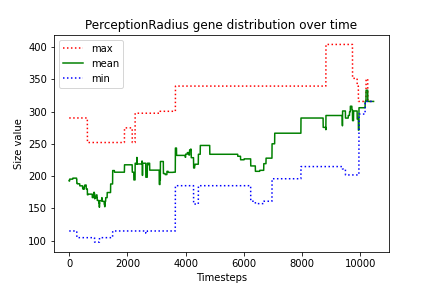 PerceptionRadius gene distribution over time
max
mean
min
Size value
400
350
300
250
200
150
100
0
2000
4000
6000
8000
10000
Timesteps